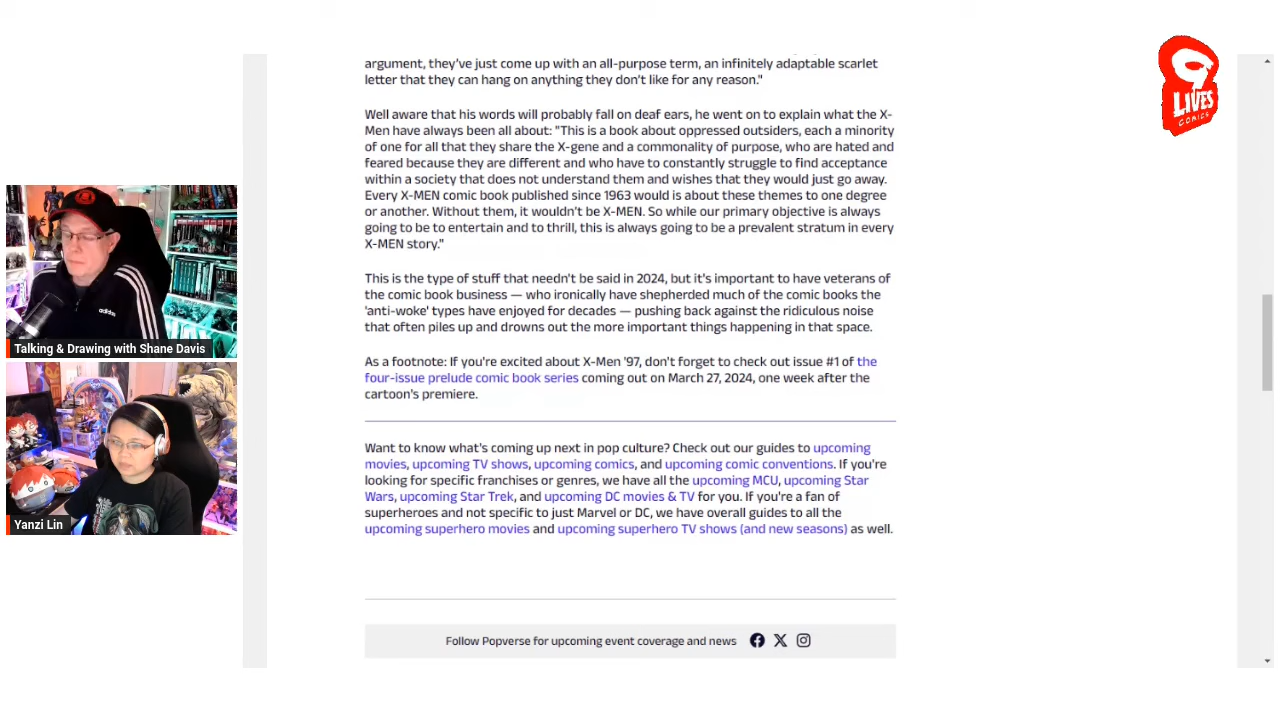 argument, they've just come up with an all-purpose term, an infinitely adaptable scarlet
letter that they can hang on anything they don't like for any reason."
Well aware that his words will probably fall on deaf ears, he went on to explain what the X-
Men have always been all about: "This is a book about oppressed outsiders, each a minority
of one for all that they share the X-gene and a commonality of purpose, who are hated and
feared because they are different and who have to constantly struggle to find acceptance
within a society that does not understand them and wishes that they would just go away.
Every X-MEN comic book published since 1963 would is about these themes to one degree
or another. Without them, it wouldn't be X-MEN. So while our primary objective is always
going to be to entertain and to thrill, this is always going to be a prevalent stratum in every
X-MEN story."
This is the type of stuff that needn't be said in 2024, but it's important to have veterans of
the comic book business — who ironically have shepherded much of the comic books the
'anti-woke' types have enjoyed for decades — pushing back against the ridiculous noise
that often piles up and drowns out the more important things happening in that space.
As a footnote: If you're excited about X-Men '97, don't forget to check out issue #1 of the
four-issue prelude comic book series coming out on March 27, 2024, one week after the
cartoon's premiere.
Want to know what's coming up next in pop culture? Check out our guides to upcoming
movies, upcoming TV shows, upcoming comics, and upcoming comic conventions. If you're
looking for specific franchises or genres, we have all the upcoming MCU, upcoming Star
Wars, upcoming Star Trek, and upcoming DC movies & TV for you. If you're a fan of
superheroes and not specific to just Marvel or DC, we have overall guides to all the
upcoming superhero movies and upcoming superhero TV shows (and new seasons) as well.
Follow Popverse for upcoming event coverage and news
Talking & Drawing with Shane Davis
Yanzi Lin
adidas
9
LIVES
COMICS